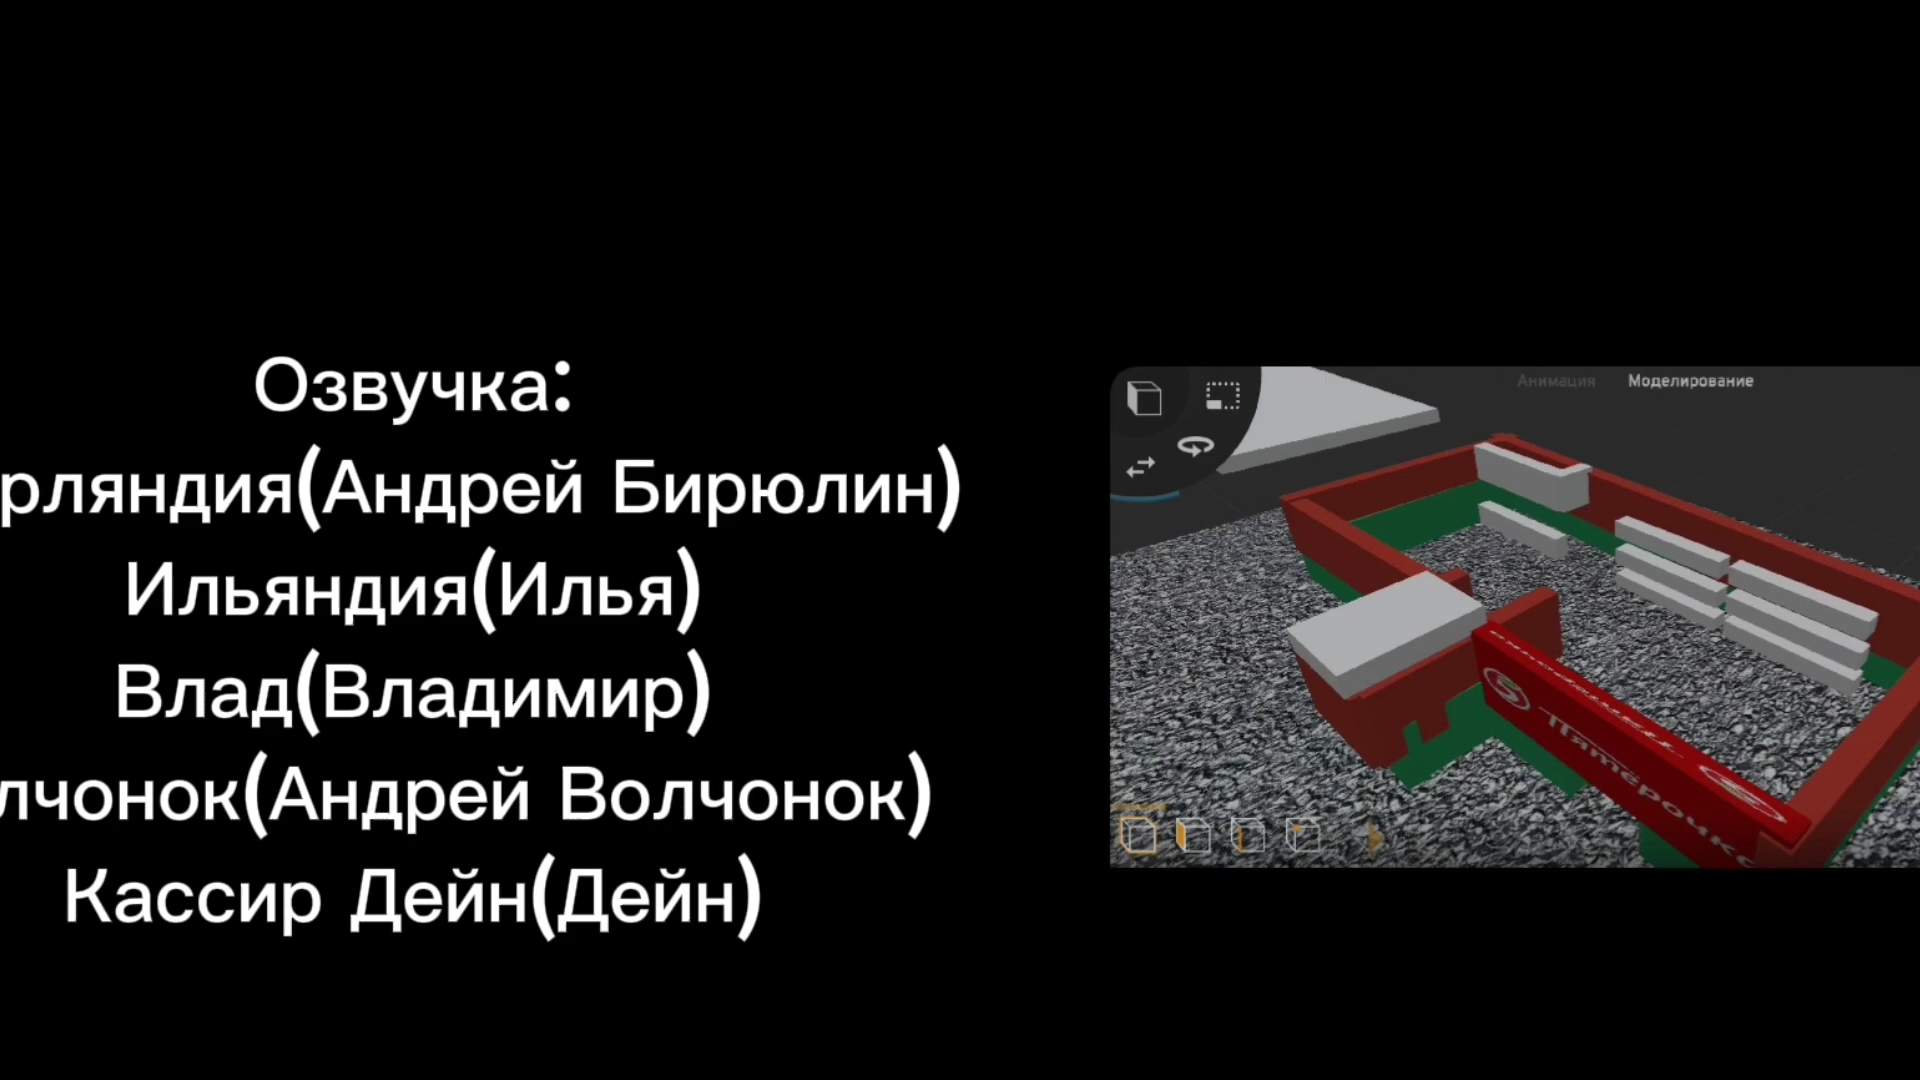 Озвучка:
рляндия(Андрей Бирюлин)
Ильяндия(Илья)
Влад(Владимир)
лчонок(Андрей Волчонок)
Кассир Дейн(Дейн)
Анимация Моделирование
Пятёрочка